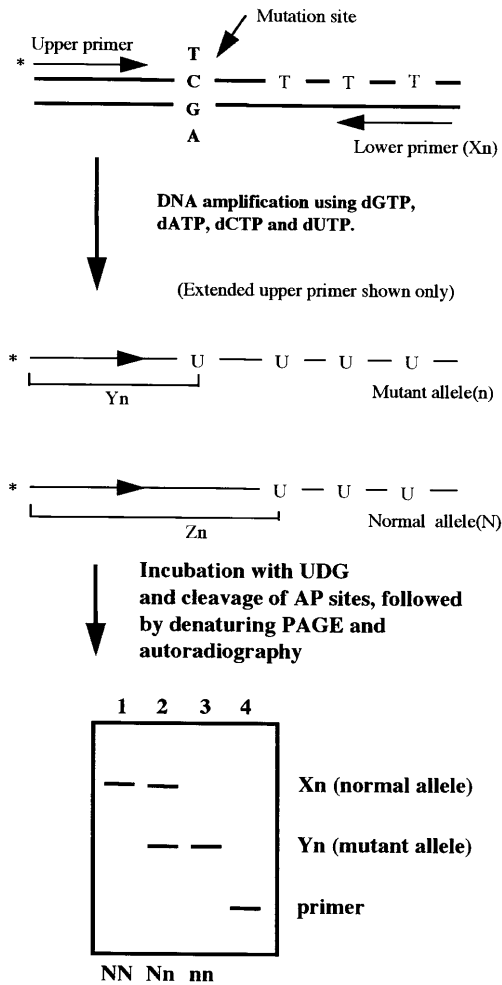 Mutation site
Upper primer
T
*
C T T T
G
A
Lower primer (Xn)
DNA amplification using dGTP,
dATP, dCTP and dUTP.
(Extended upper primer shown only)
* U U U U
Yn
Mutant allele(n)
* U U U
Zn
Normal allele(N)
Incubation with UDG
and cleavage of AP sites, followed
by denaturing PAGE and
autoradiography
1 2 3 4
Xn (normal allele)
Yn (mutant allele)
primer
NN Nn nn